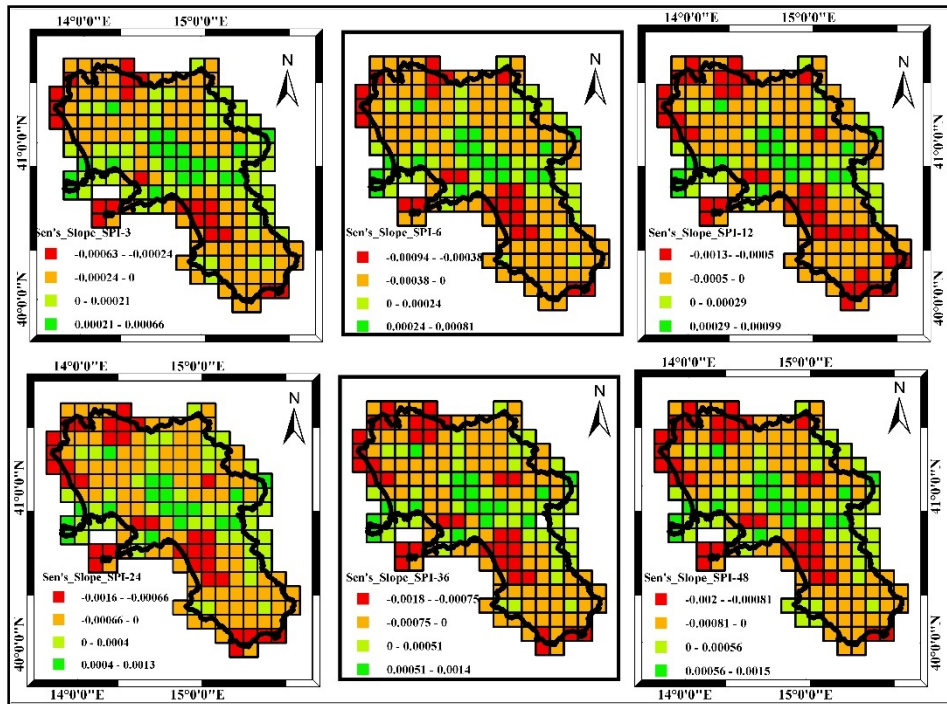 14°0'0"E 15°0'0"E
14°0'0"E 15°0'0"E
N
N
N
41°0'0"N
41°0'0"N
Sen's_Slope_SPI-3
-0.00063 - -0.00024
-0.00024 - 0
0 - 0.00021
0.00021 - 0.00066
Sen's_Slope_SPI-6
-0.00094 - -0.00038
-0.00038 - 0
0 - 0.00024
0.00024 - 0.00081
Sen's_Slope_SPI-12
-0.0013 - -0.0005
-0.0005 - 0
0 - 0.00029
0.00029 - 0.00099
40°0'0"N
40°0'0"N
14°0'0"E 15°0'0"E
N
N
N
41°0'0"N
41°0'0"N
Sen's_Slope_SPI-24
-0.0016 - -0.00066
-0.00066 - 0
0 - 0.0004
0.0004 - 0.0013
Sen's_Slope_SPI-36
-0.0018 - -0.00075
-0.00075 - 0
0 - 0.00051
0.00051 - 0.0014
Sen's_Slope_SPI-48
-0.002 - -0.00081
-0.00081 - 0
0 - 0.00056
0.00056 - 0.0015
40°0'0"N
40°0'0"N
14°0'0"E 15°0'0"E
14°0'0"E 15°0'0"E